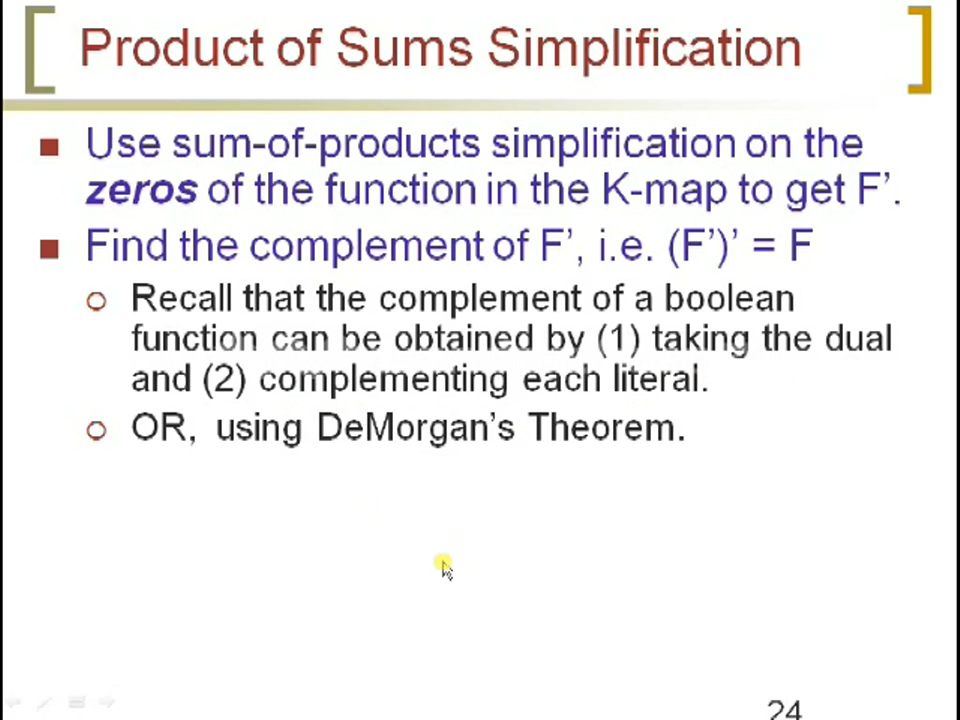 Product of Sums Simplification
Use sum-of-products simplification on the
zeros of the function in the K-map to get F’.
Find the complement of F’, i.e. (F’)’ = F
Recall that the complement of a boolean
function can be obtained by (1) taking the dual
and (2) complementing each literal.
OR, using DeMorgan’s Theorem.
24